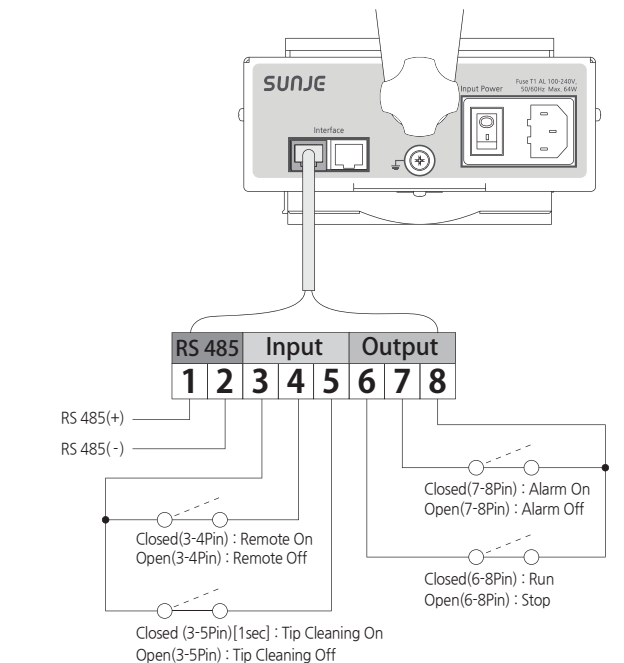 SUNJE
Input Power
Fuse T1 AL 100-240V,
50/60Hz Max. 64W
Interface
RS 485 Input Output
1 2 3 4 5 6 7 8
RS 485(+)
RS 485(-)
Closed(7-8Pin) : Alarm On
Open(7-8Pin) : Alarm Off
Closed(3-4Pin) : Remote On
Open(3-4Pin) : Remote Off
Closed(6-8Pin) : Run
Open(6-8Pin) : Stop
Closed (3-5Pin)[1sec] : Tip Cleaning On
Open(3-5Pin) : Tip Cleaning Off